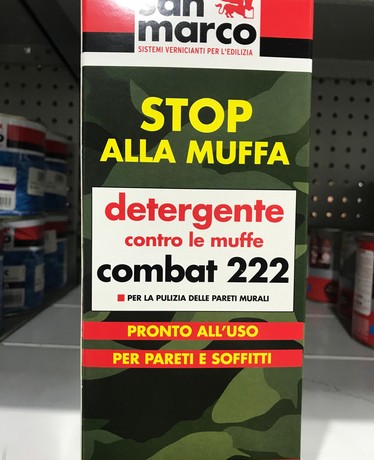 san
marco
SISTEMI VERNICIANTI PER L'EDILIZIA
STOP
ALLA MUFFA
detergente
contro le muffe
combat 222
PER LA PULIZIA DELLE PARETI MURALI
PRONTO ALL'USO
PER PARETI E SOFFITTI